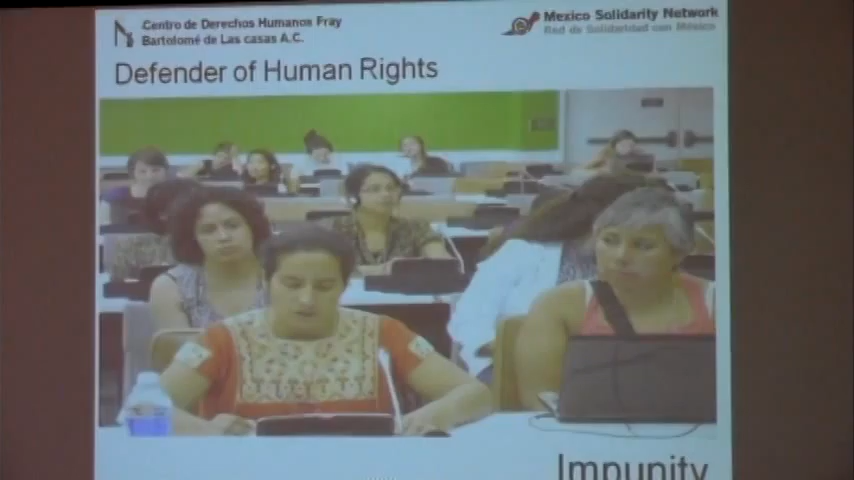 Centro de Derechos Humanos Fray
Bartolomé de Las casas A.C.
Mexico Solidarity Network
Red de Solidaridad con México
Defender of Human Rights
Impunity